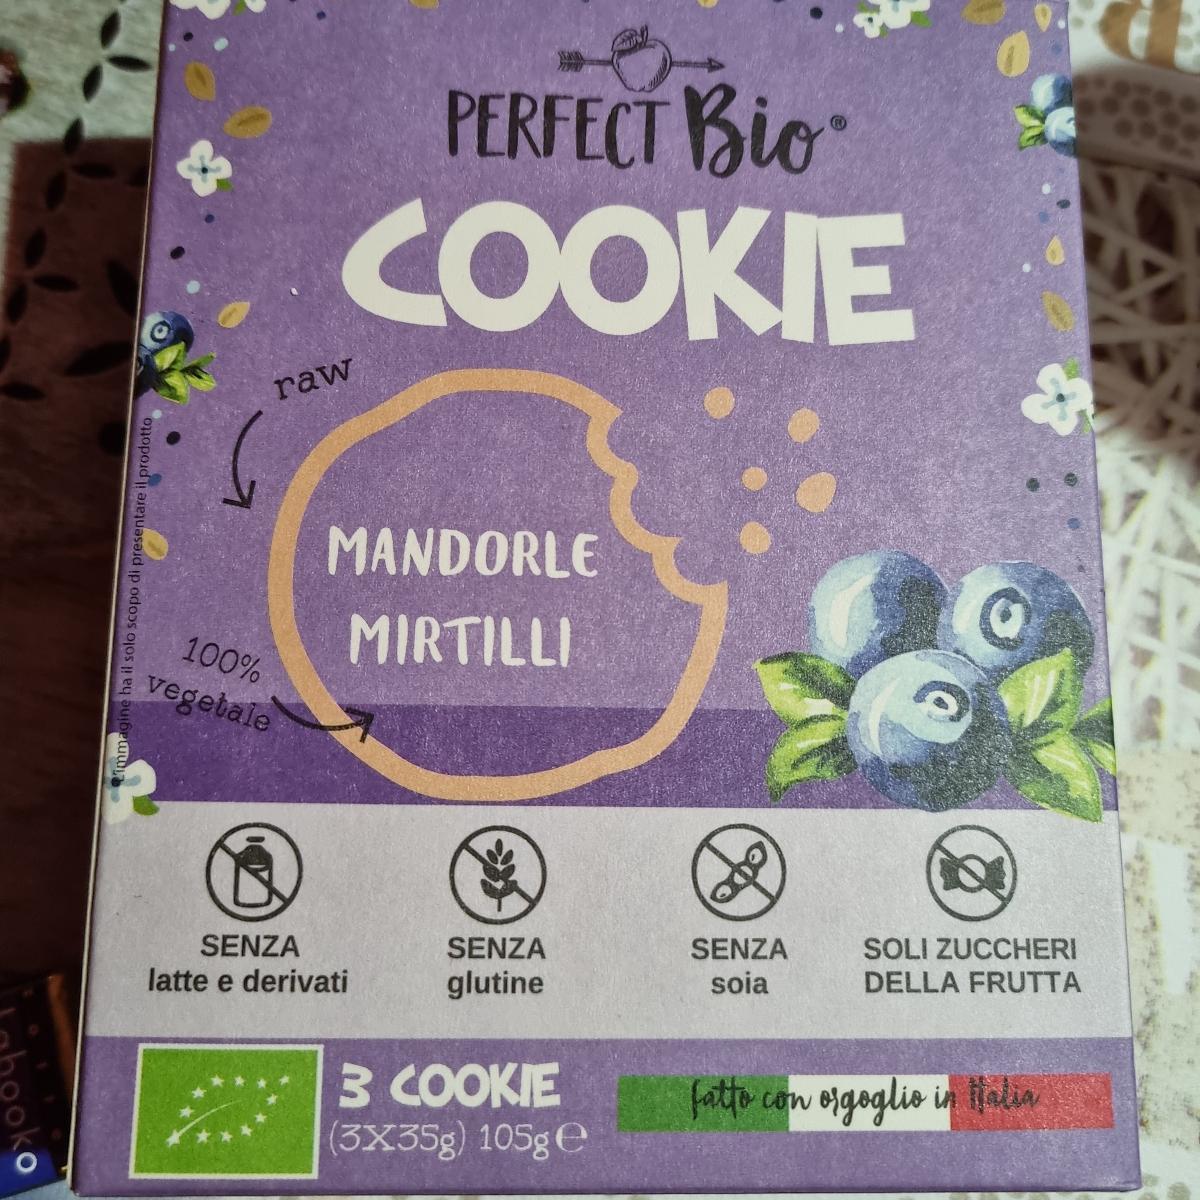 PERFECT Bio®
COOKIE
raw
MANDORLE
MIRTILLI
100%
vegetale
L'immagine ha il solo scopo di presentare il prodotto
SENZA
latte e derivati
SENZA
glutine
SENZA
soia
SOLI ZUCCHERI
DELLA FRUTTA
3 COOKIE
(3X35g) 105g ℮
fatto con orgoglio in Italia